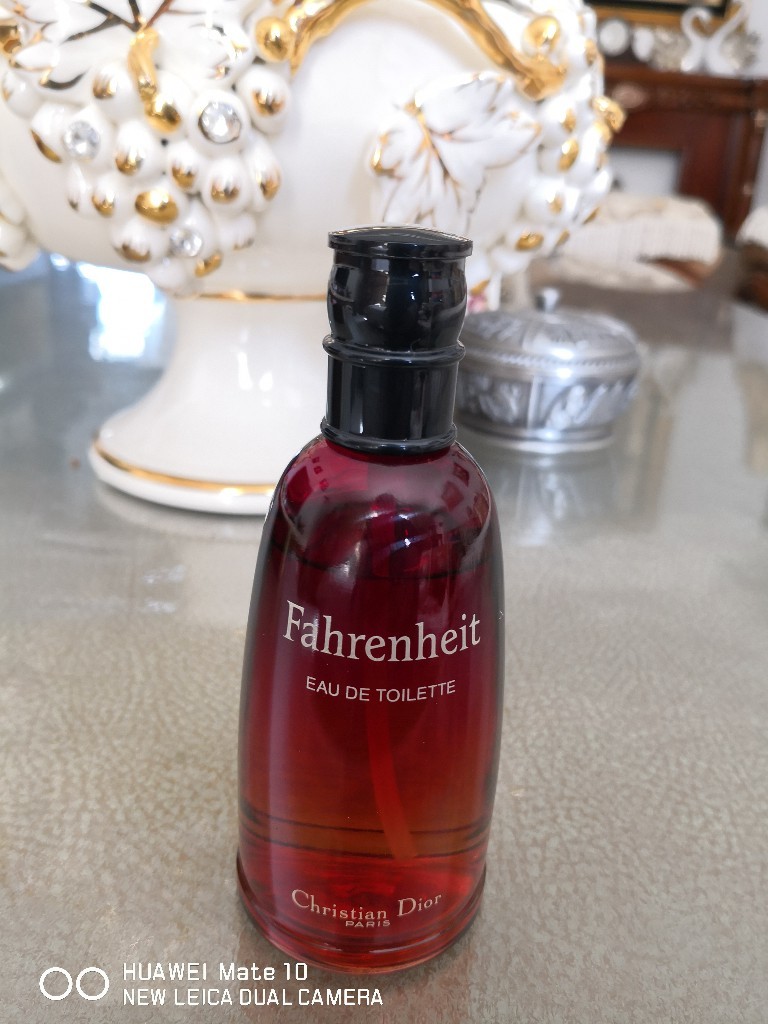 Fahrenheit
EAU DE TOILETTE
Christian Dior
PARIS
HUAWEI Mate 10
NEW LEICA DUAL CAMERA